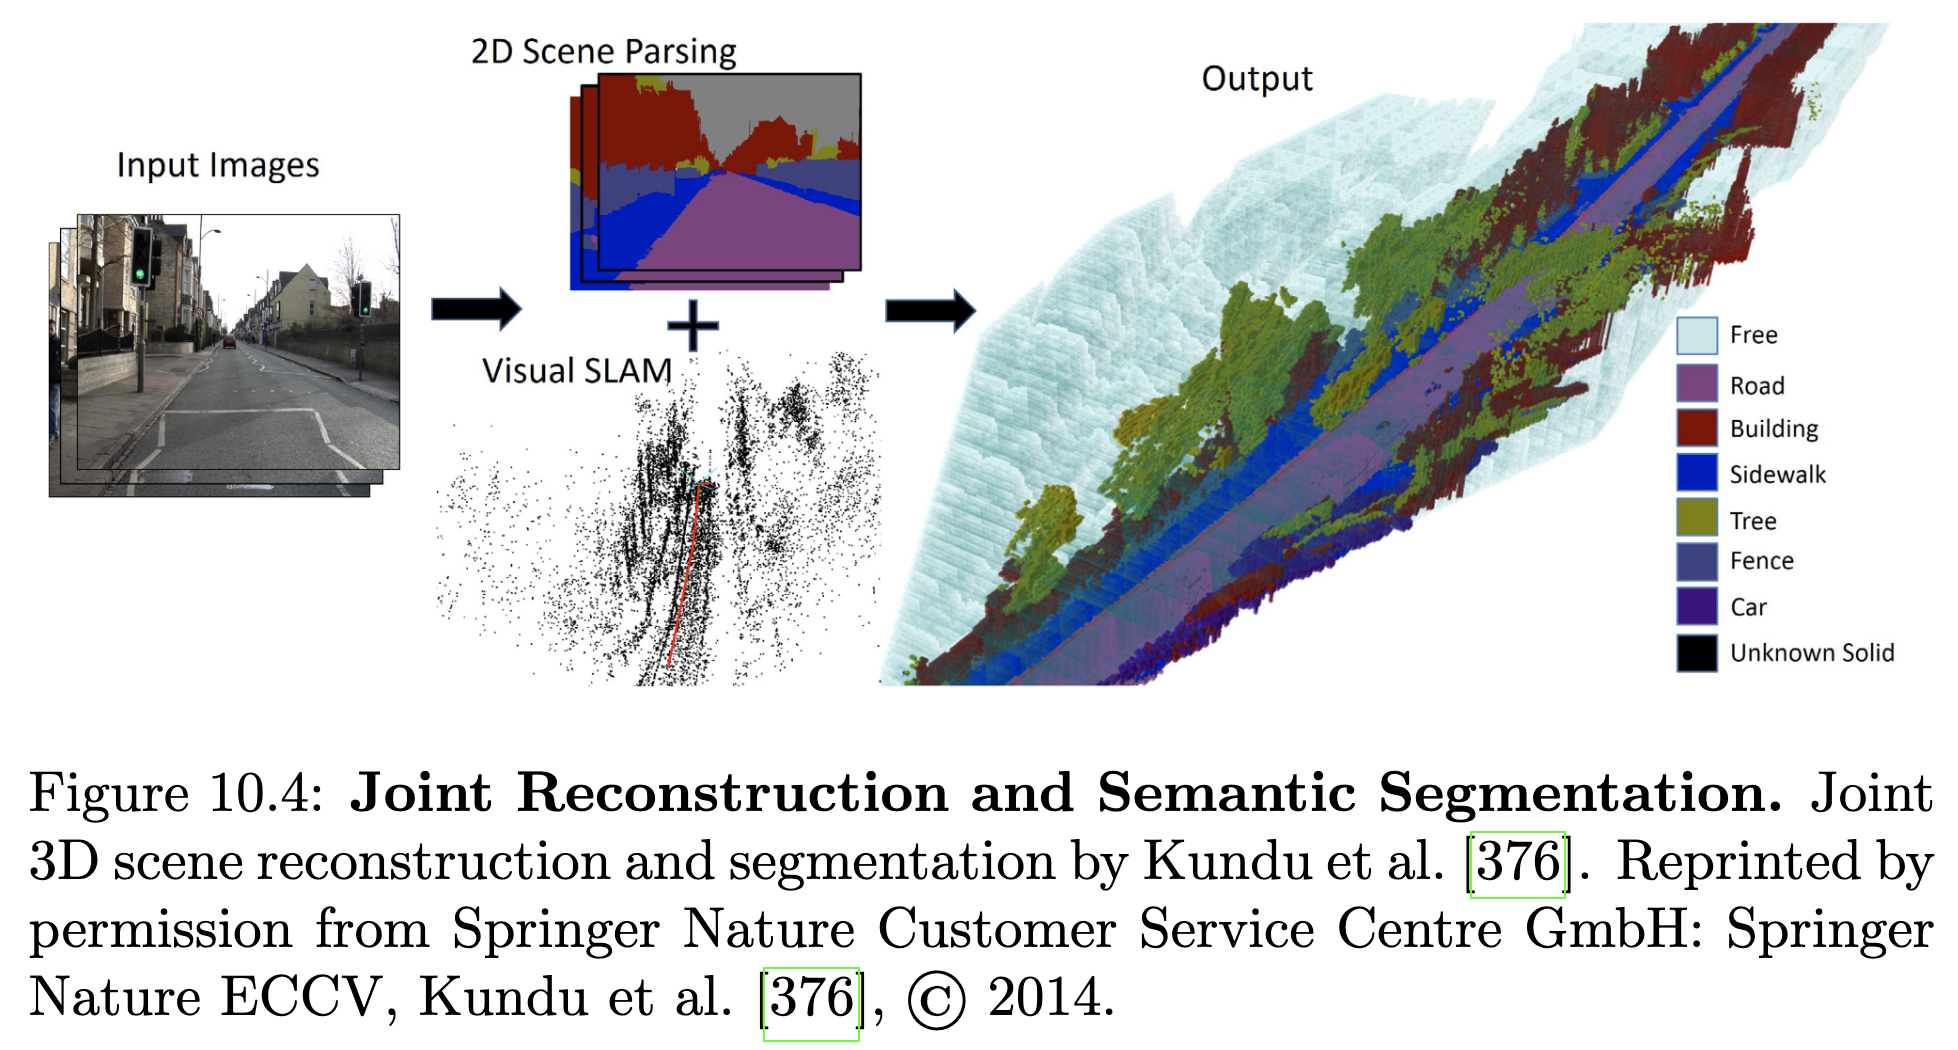 2D Scene Parsing
Output
Input Images
Visual SLAM
Free
Road
Building
Sidewalk
Tree
Fence
Car
Unknown Solid
Figure 10.4: Joint Reconstruction and Semantic Segmentation. Joint
3D scene reconstruction and segmentation by Kundu et al. [376]. Reprinted by
permission from Springer Nature Customer Service Centre GmbH: Springer
Nature ECCV, Kundu et al. [376], © 2014.